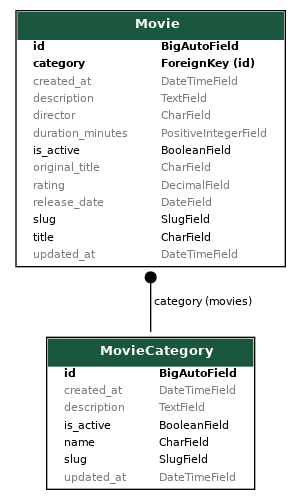 Movie
id BigAutoField
category ForeignKey (id)
created_at DateTimeField
description TextField
director CharField
duration_minutes PositiveIntegerField
is_active BooleanField
original_title CharField
rating DecimalField
release_date DateField
slug SlugField
title CharField
updated_at DateTimeField
category (movies)
MovieCategory
id BigAutoField
created_at DateTimeField
description TextField
is_active BooleanField
name CharField
slug SlugField
updated_at DateTimeField